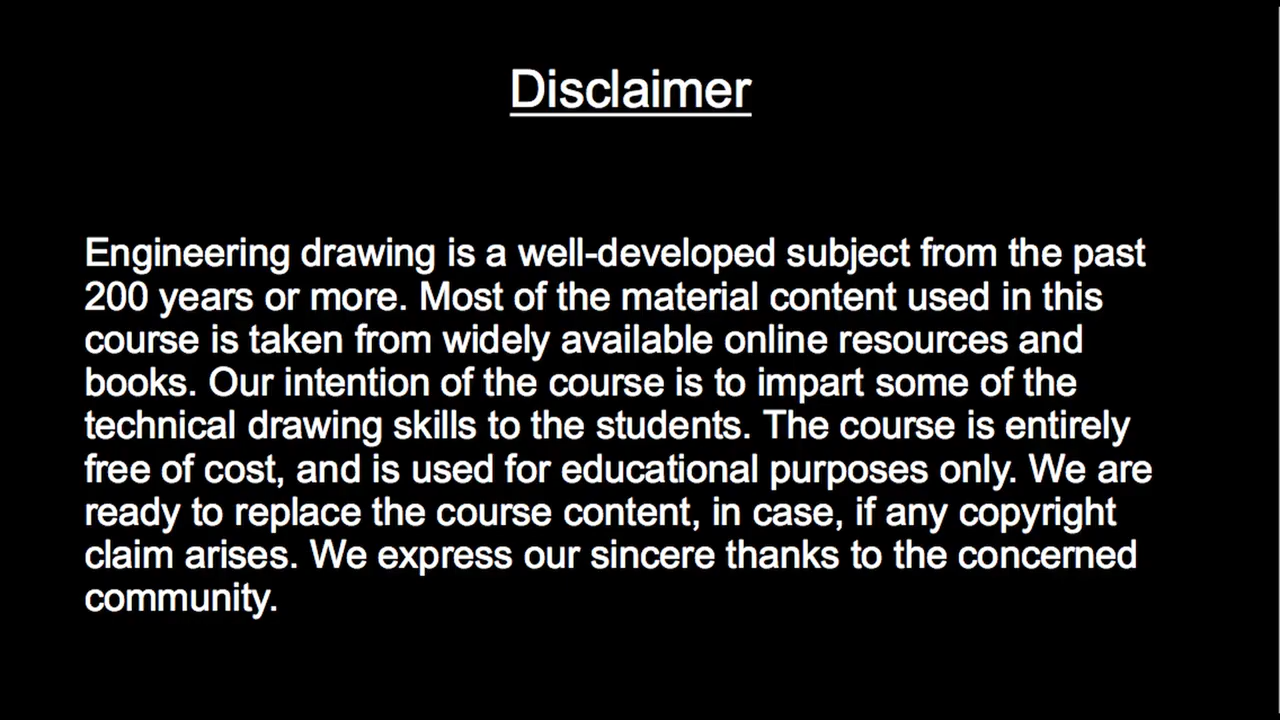 Disclaimer
Engineering drawing is a well-developed subject from the past
200 years or more. Most of the material content used in this
course is taken from widely available online resources and
books. Our intention of the course is to impart some of the
technical drawing skills to the students. The course is entirely
free of cost, and is used for educational purposes only. We are
ready to replace the course content, in case, if any copyright
claim arises. We express our sincere thanks to the concerned
community.